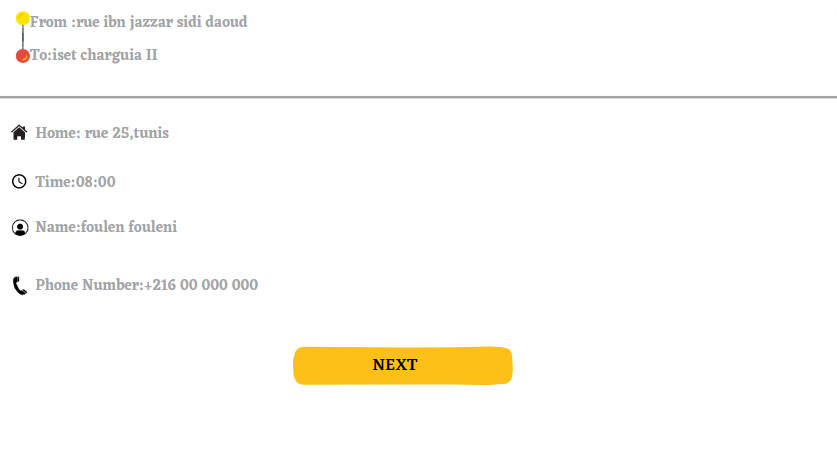 From :rue ibn jazzar sidi daoud
To:iset charguia II
Home: rue 25,tunis
Time:08:00
Name:foulen fouleni
Phone Number:+216 00 000 000
NEXT